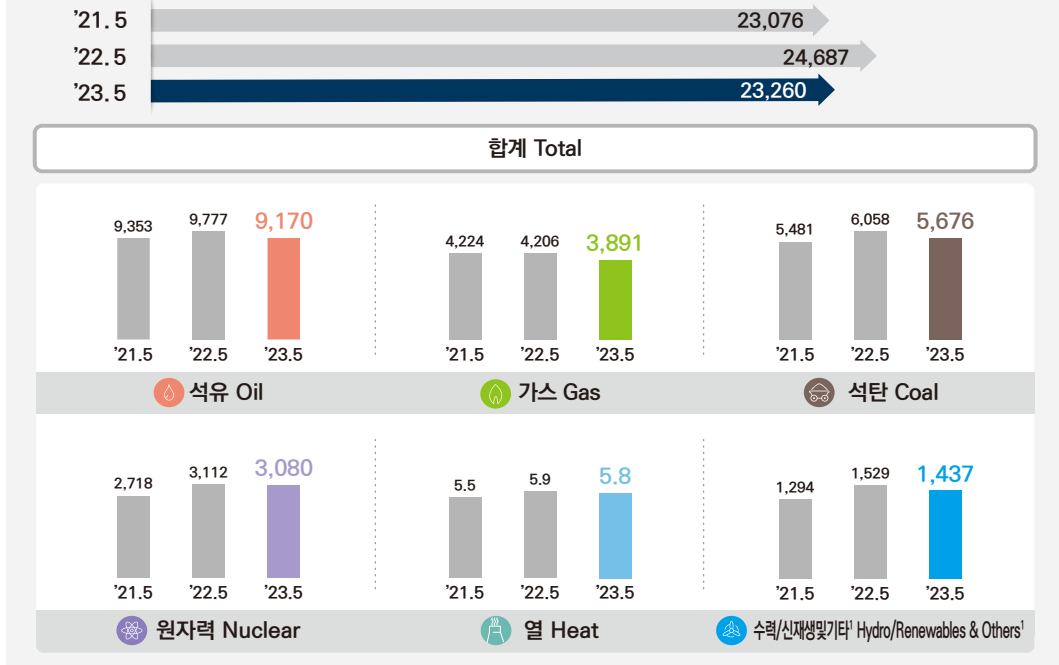 ’21. 5 23,076
’22.5 24,687
’23.5 23,260
합계 Total
9,353 9,777 9,170
’21.5 ’22.5 ’23.5
석유 Oil
4,224 4,206 3,891
’21.5 ’22.5 ’23.5
가스 Gas
5,481 6,058 5,676
’21.5 ’22.5 ’23.5
석탄 Coal
2,718 3,112 3,080
’21.5 ’22.5 ’23.5
원자력 Nuclear
5.5 5.9 5.8
’21.5 ’22.5 ’23.5
열 Heat
1,294 1,529 1,437
’21.5 ’22.5 ’23.5
수력/신재생및기타¹ Hydro/Renewables & Others¹